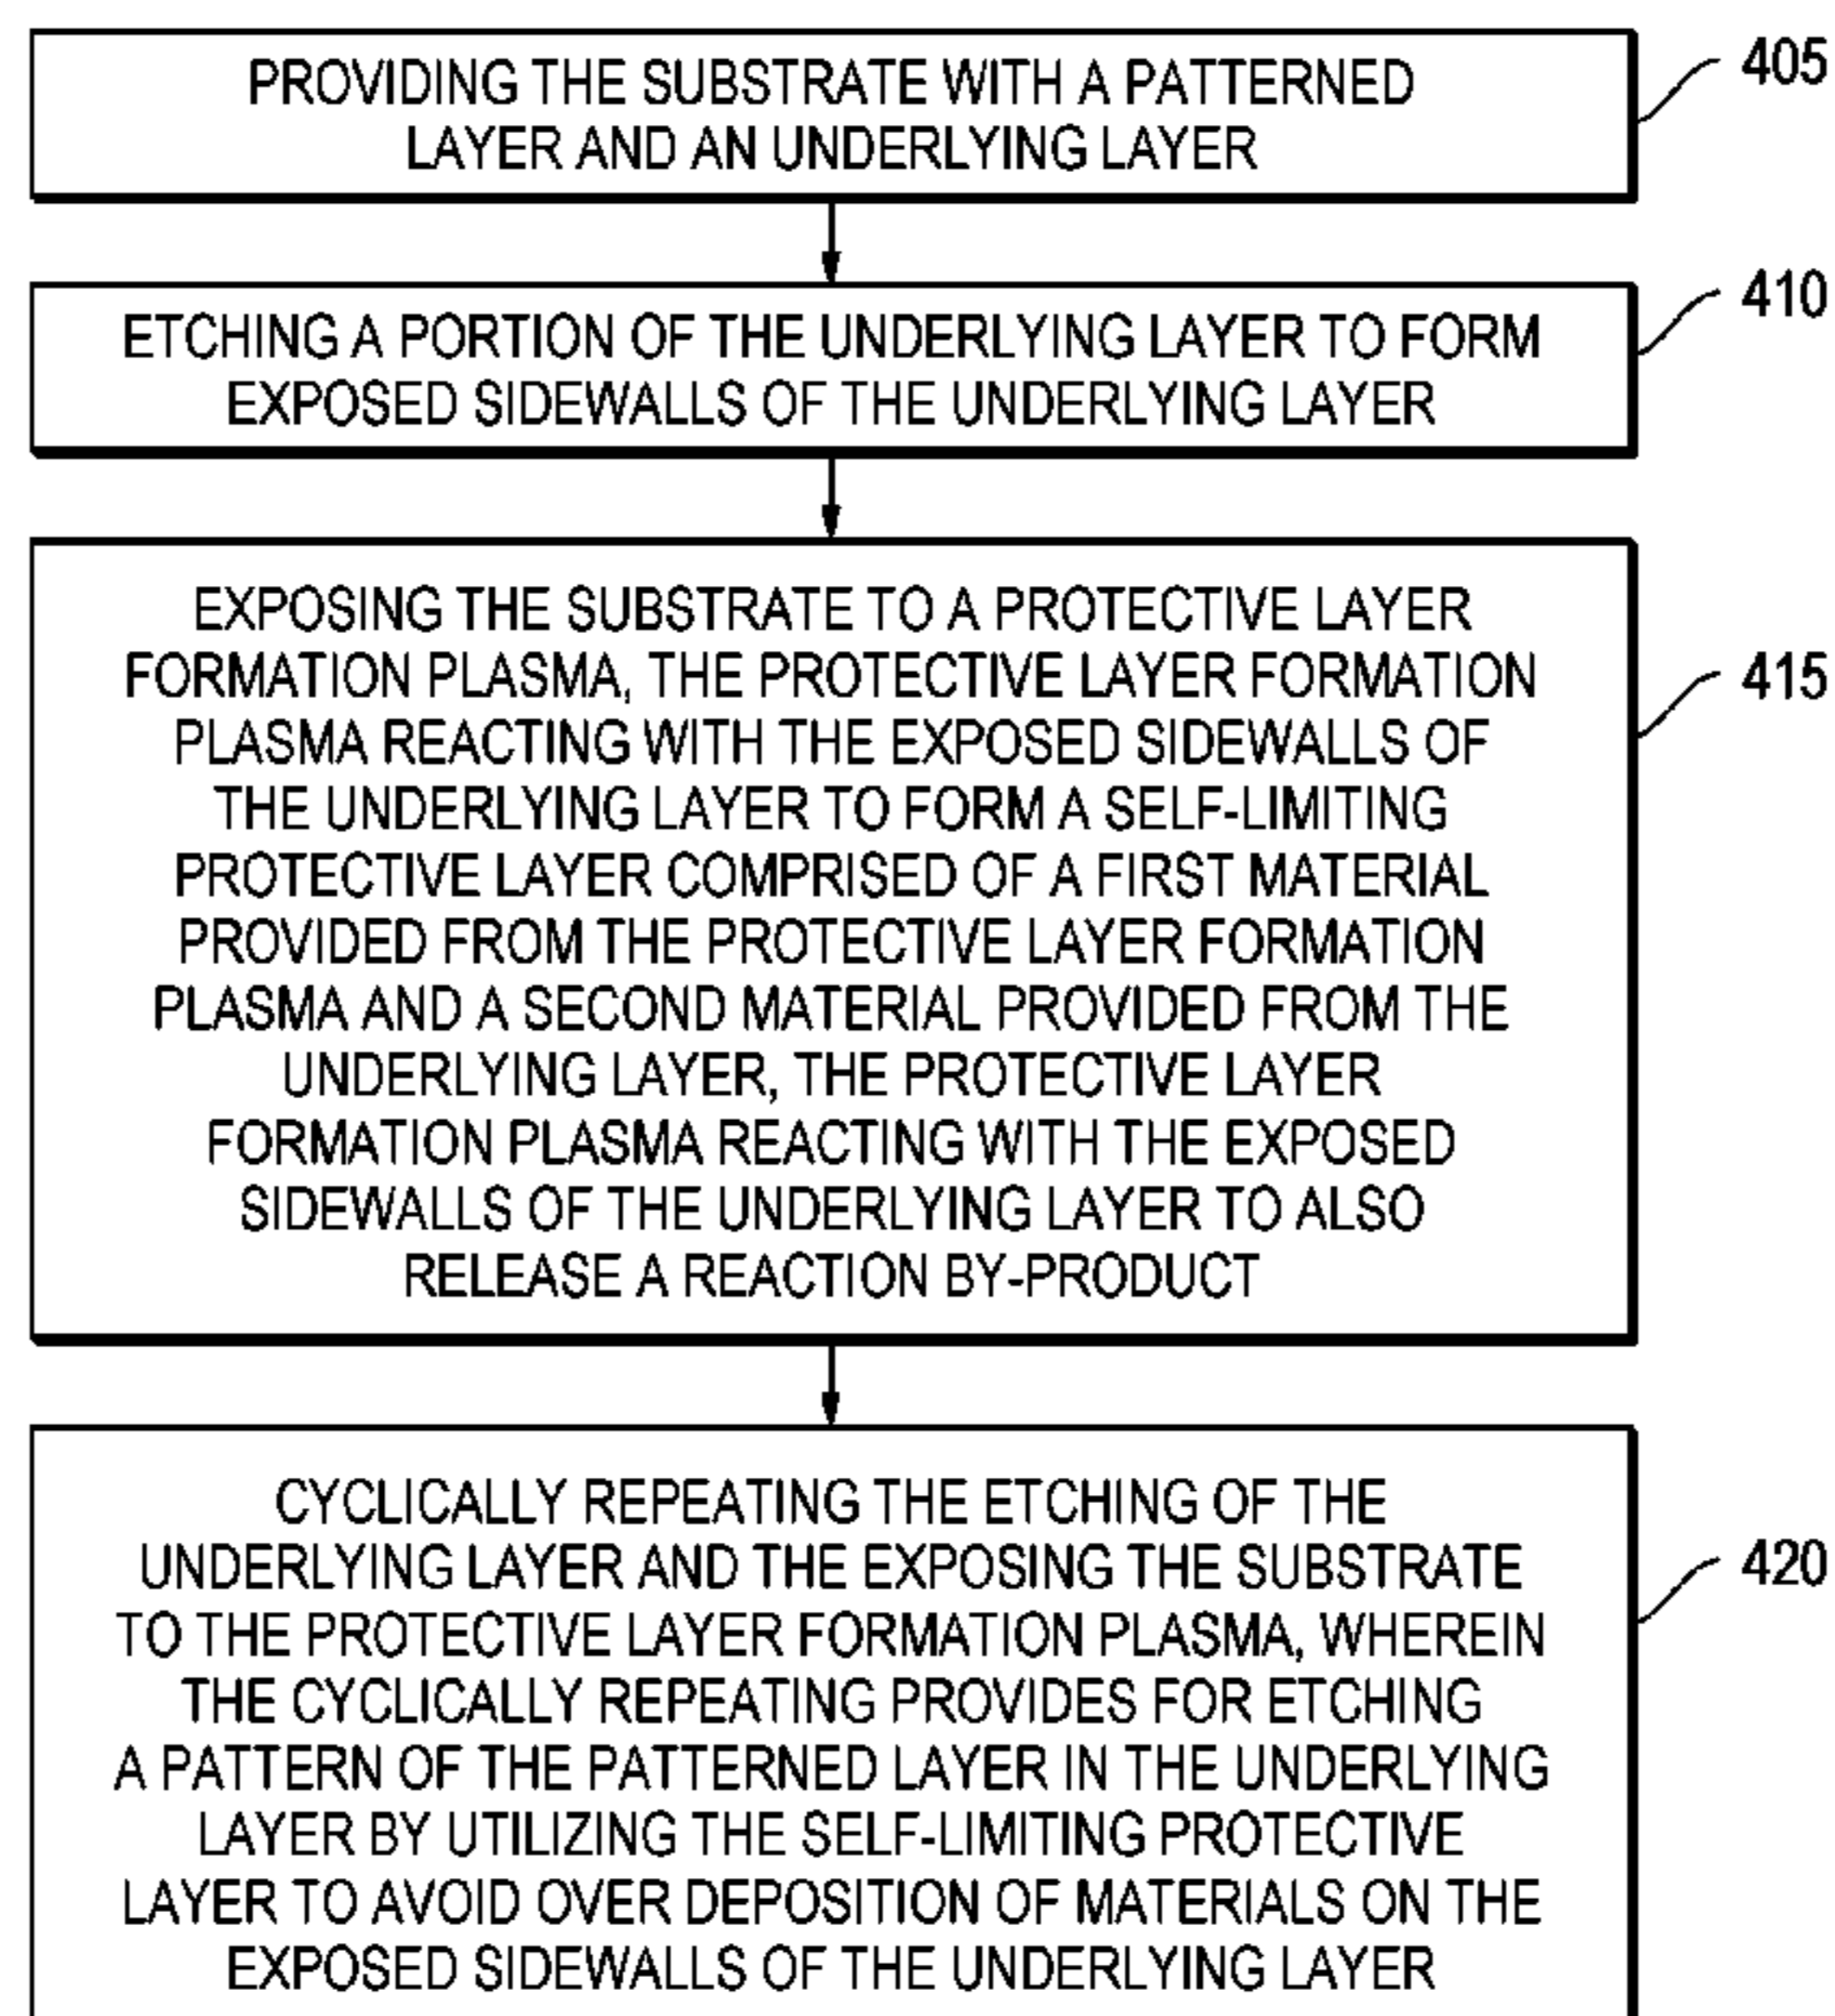 PROVIDING THE SUBSTRATE WITH A PATTERNED
LAYER AND AN UNDERLYING LAYER
405
ETCHING A PORTION OF THE UNDERLYING LAYER TO FORM
EXPOSED SIDEWALLS OF THE UNDERLYING LAYER
410
EXPOSING THE SUBSTRATE TO A PROTECTIVE LAYER
FORMATION PLASMA, THE PROTECTIVE LAYER FORMATION
PLASMA REACTING WITH THE EXPOSED SIDEWALLS OF
THE UNDERLYING LAYER TO FORM A SELF-LIMITING
PROTECTIVE LAYER COMPRISED OF A FIRST MATERIAL
PROVIDED FROM THE PROTECTIVE LAYER FORMATION
PLASMA AND A SECOND MATERIAL PROVIDED FROM THE
UNDERLYING LAYER, THE PROTECTIVE LAYER
FORMATION PLASMA REACTING WITH THE EXPOSED
SIDEWALLS OF THE UNDERLYING LAYER TO ALSO
RELEASE A REACTION BY-PRODUCT
415
CYCLICALLY REPEATING THE ETCHING OF THE
UNDERLYING LAYER AND THE EXPOSING THE SUBSTRATE
TO THE PROTECTIVE LAYER FORMATION PLASMA, WHEREIN
THE CYCLICALLY REPEATING PROVIDES FOR ETCHING
A PATTERN OF THE PATTERNED LAYER IN THE UNDERLYING
LAYER BY UTILIZING THE SELF-LIMITING PROTECTIVE
LAYER TO AVOID OVER DEPOSITION OF MATERIALS ON THE
EXPOSED SIDEWALLS OF THE UNDERLYING LAYER
420